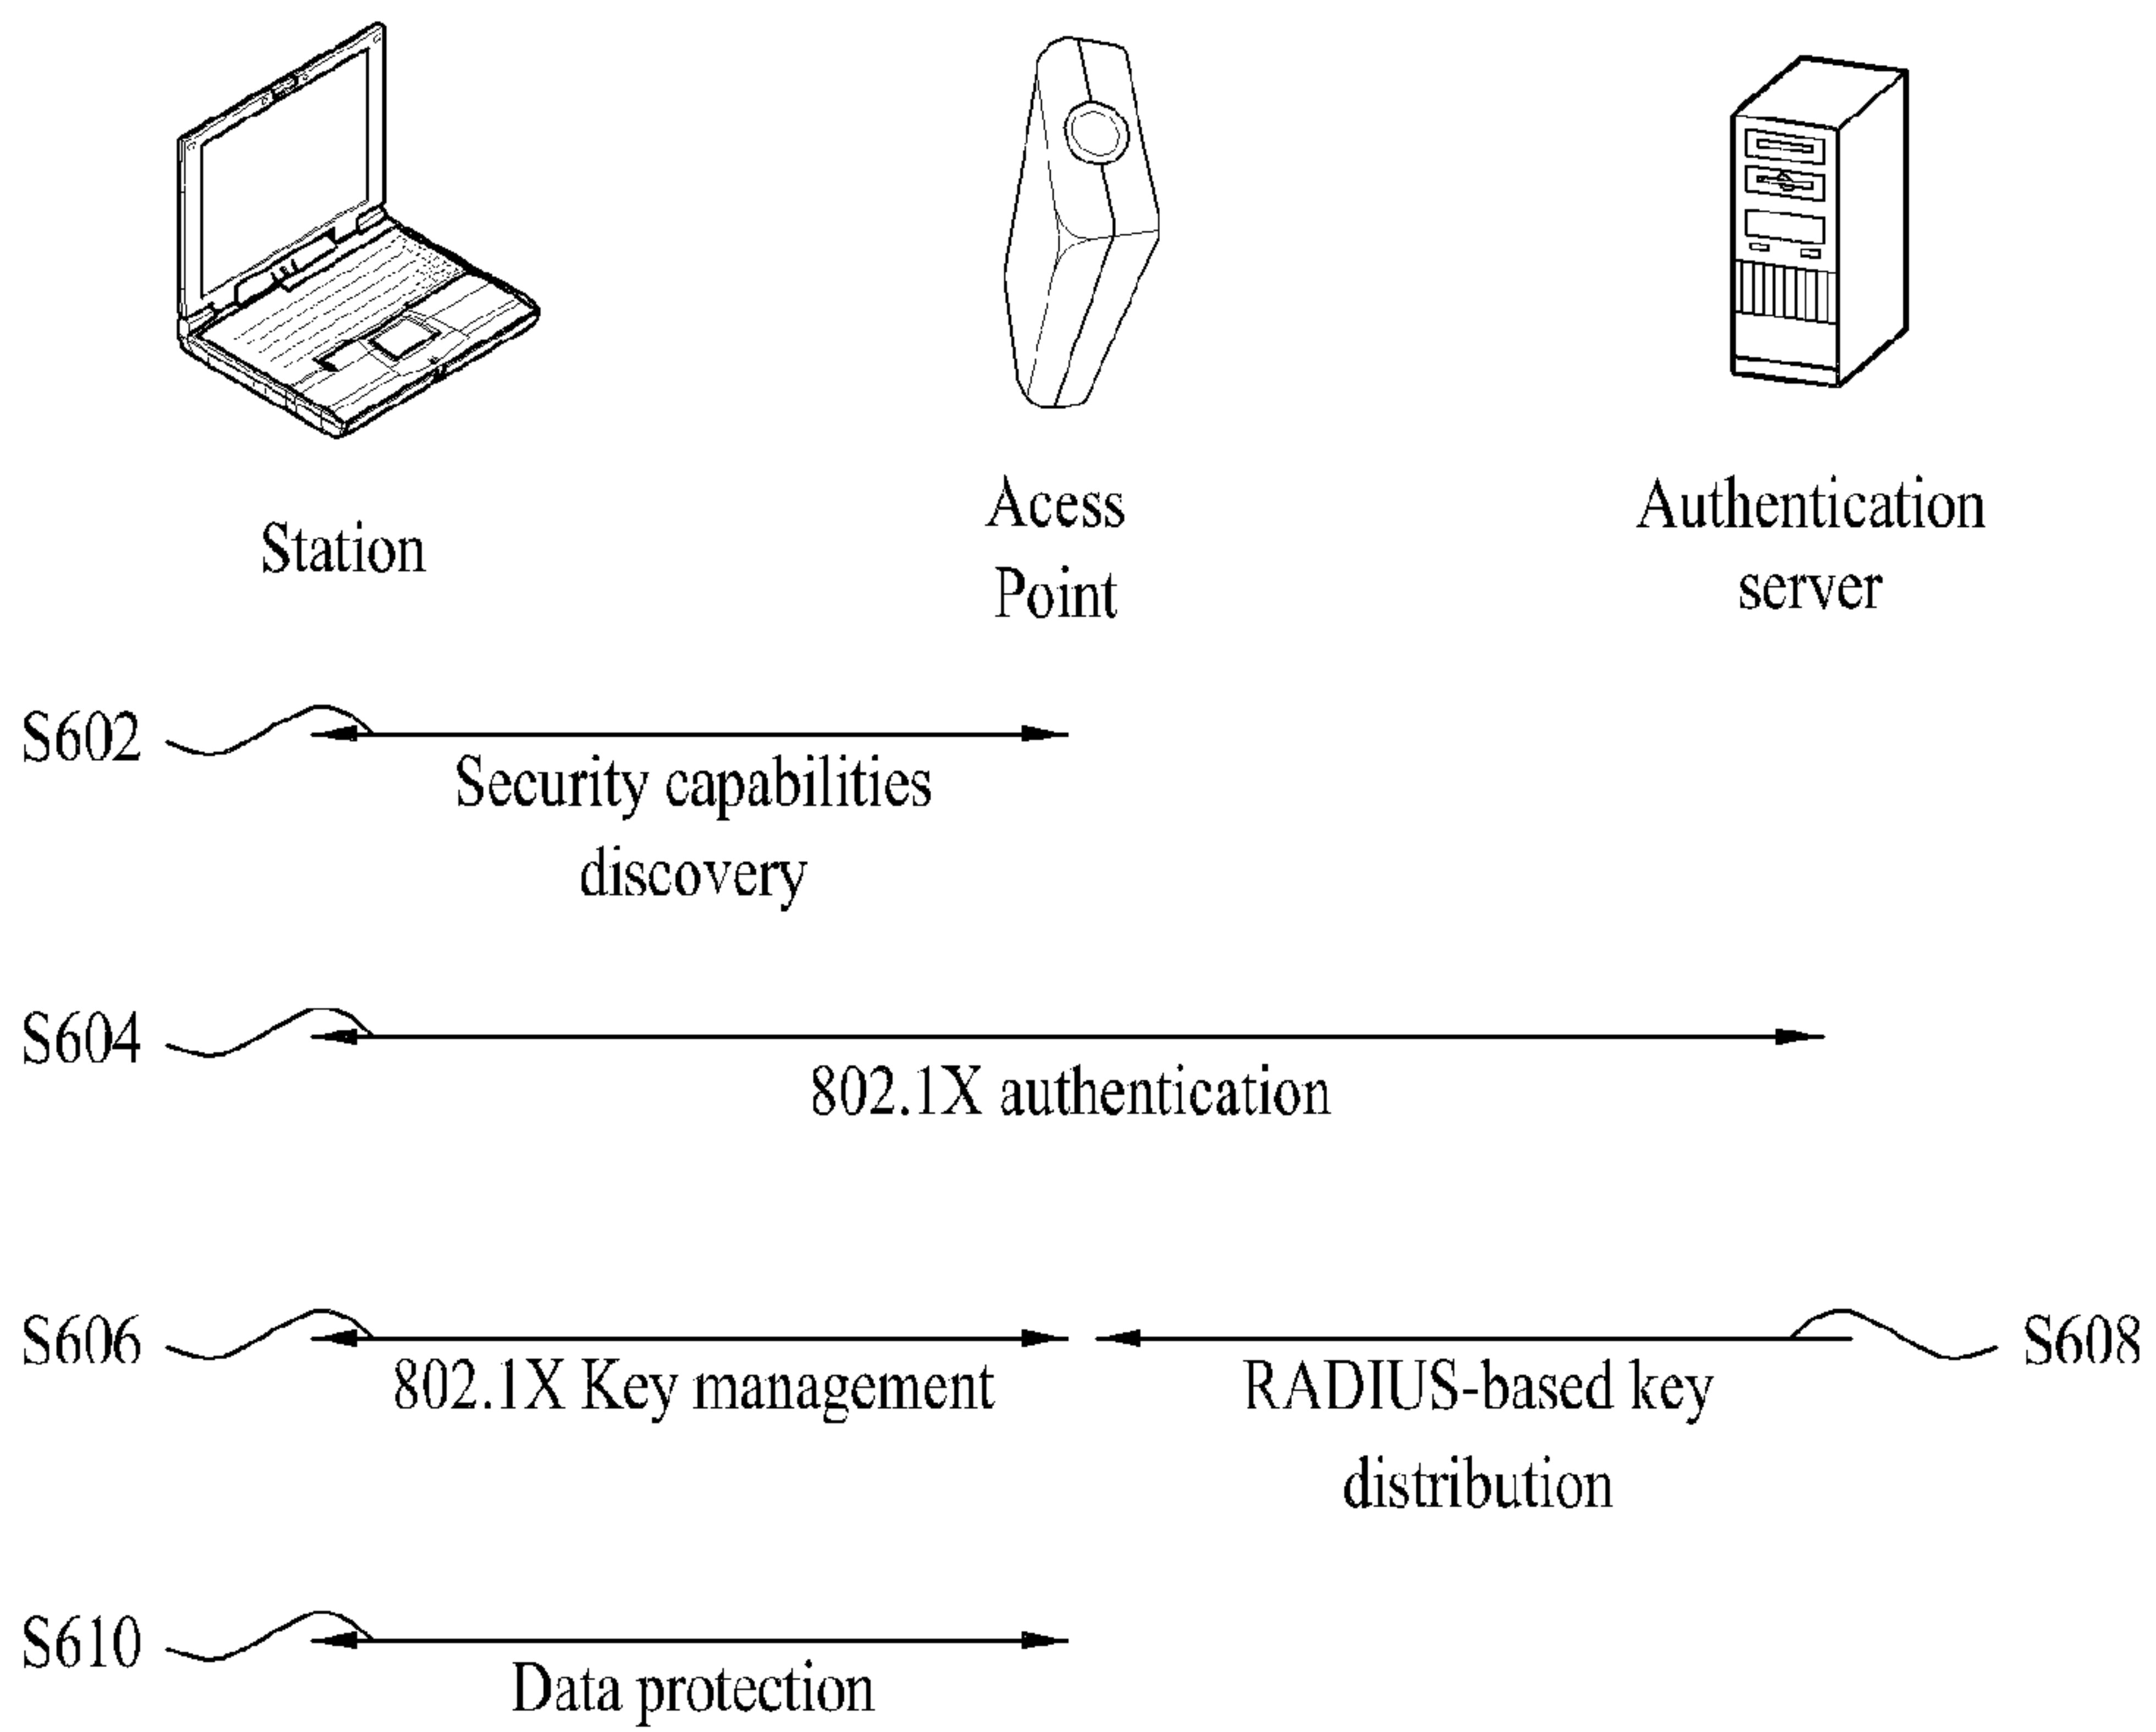 Station
Acess
Point
Authentication
server
S602
Security capabilities
discovery
S604
802.1X authentication
S606
802.1X Key management
RADIUS-based key
distribution
S608
S610
Data protection